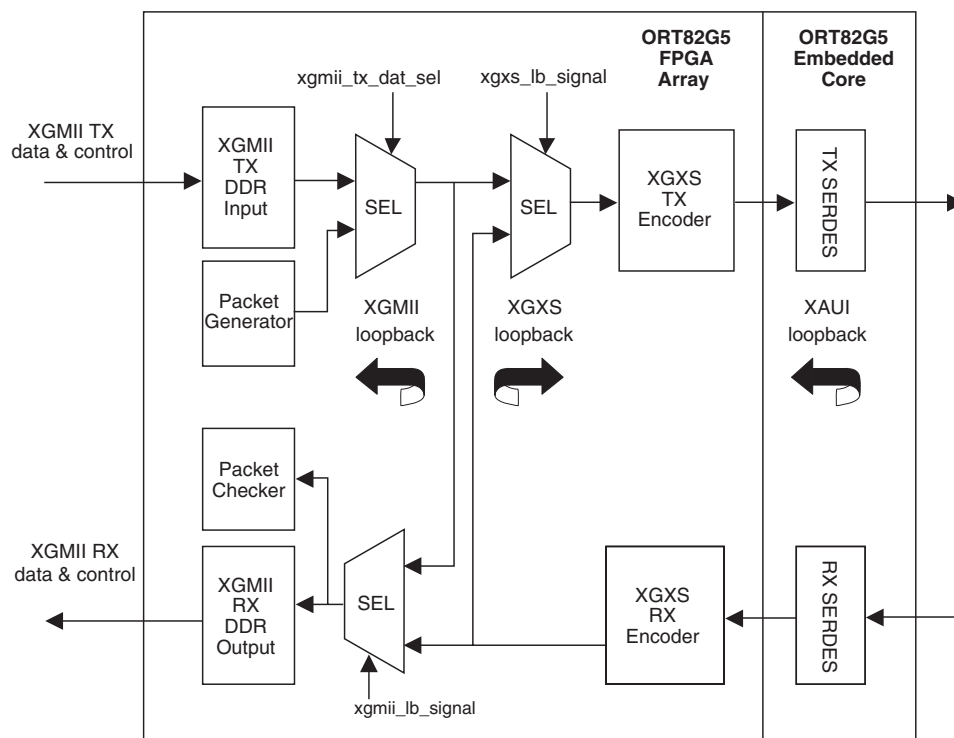 ORT82G5
FPGA
Array
ORT82G5
Embedded
Core
xgmii_tx_dat_sel
xgxs_lb_signal
XGMII TX
data & control
XGMII
TX
DDR
Input
SEL
SEL
XGXS
TX
Encoder
TX SERDES
Packet
Generator
XGMII
loopback
XGXS
loopback
XAUI
loopback
Packet
Checker
XGMII RX
data & control
XGMII
RX
DDR
Output
SEL
XGXS
RX
Encoder
RX SERDES
xgmii_lb_signal